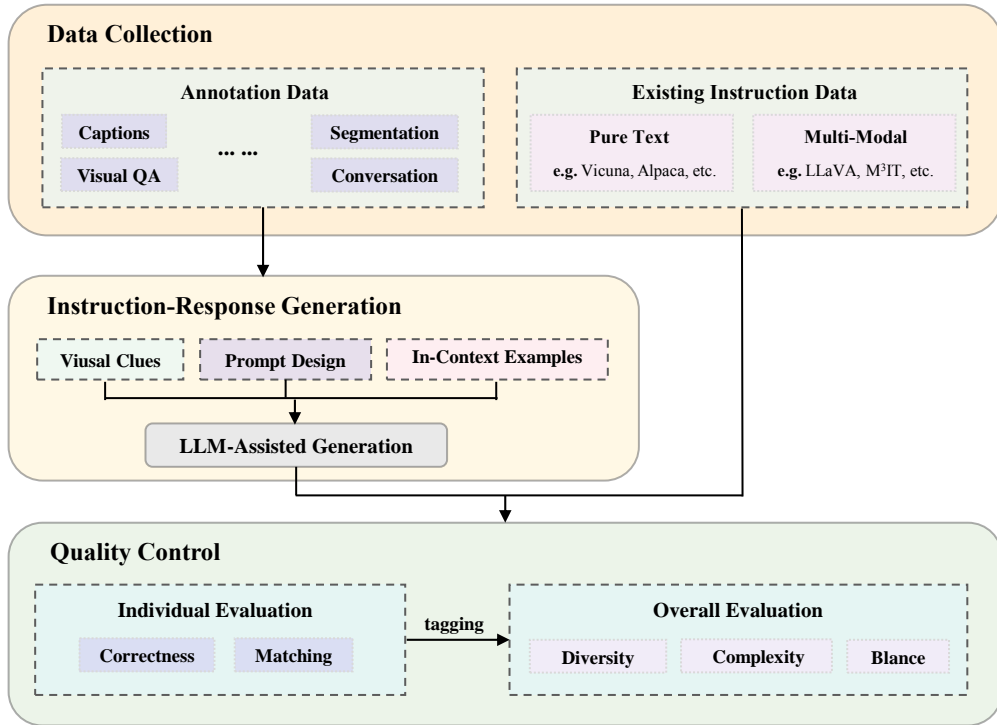 Data Collection
Annotation Data
Captions
Visual QA
... ...
Segmentation
Conversation
Existing Instruction Data
Pure Text
e.g. Vicuna, Alpaca, etc.
Multi-Modal
e.g. LLaVA, M³IT, etc.
Instruction-Response Generation
Viusal Clues
Prompt Design
In-Context Examples
LLM-Assisted Generation
Quality Control
Individual Evaluation
Correctness
Matching
tagging
Overall Evaluation
Diversity
Complexity
Blance